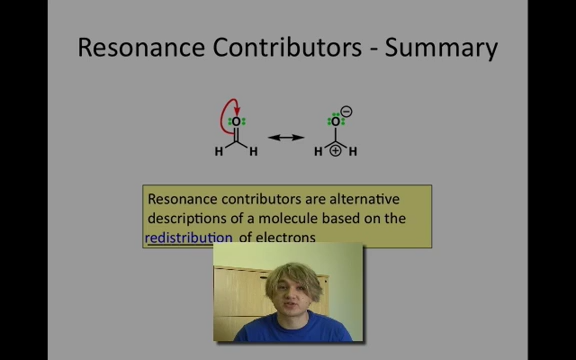 Resonance Contributors - Summary
O
H H
O
H H
Resonance contributors are alternative
descriptions of a molecule based on the
redistribution of electrons